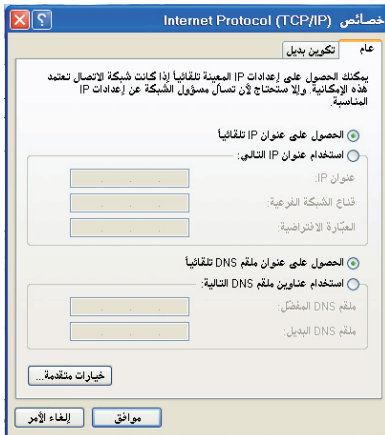 خصائص Internet Protocol (TCP/IP)
عام
تكوين بديل
يمكنك الحصول على إعدادات IP المعينة تلقائياً إذا كانت شبكة الاتصال تعتمد
هذه الإمكانية. وإلا ستحتاج لأن تسأل مسؤول الشبكة عن إعدادات IP
المناسبة.
الحصول على عنوان IP تلقائياً
استخدام عنوان IP التالي:
عنوان IP:
قناع الشبكة الفرعية:
العبّارة الافتراضية:
الحصول على عنوان ملقم DNS تلقائياً
استخدام عناوين ملقم DNS التالية:
ملقم DNS المفضّل:
ملقم DNS البديل:
خيارات متقدمة...
موافق
إلغاء الأمر